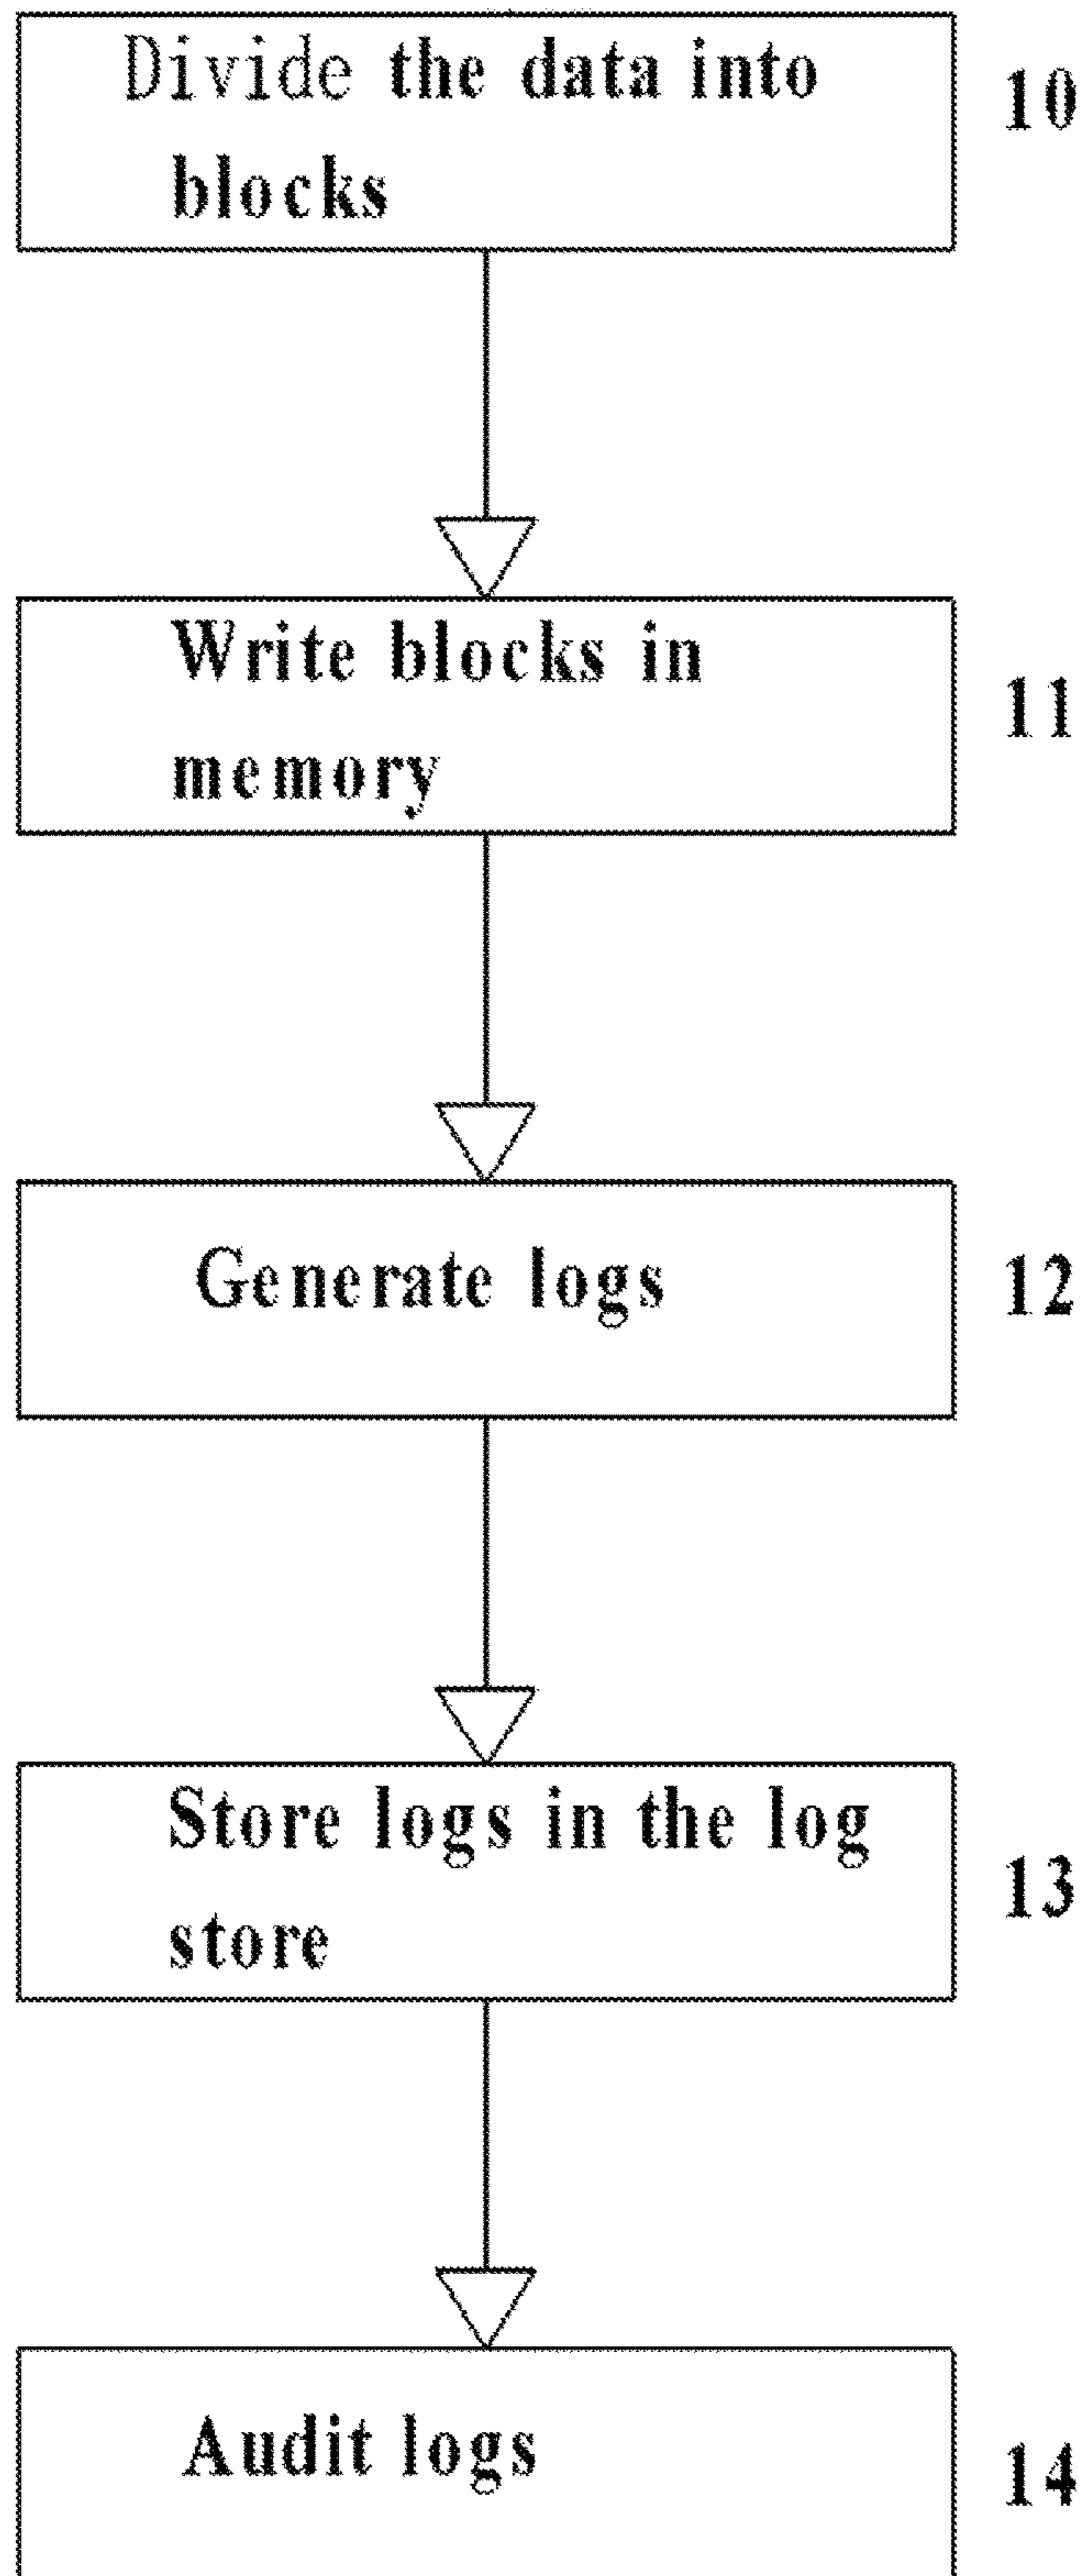 Divide the data into
blocks
10
Write blocks in
memory
11
Generate logs
12
Store logs in the log
store
13
Audit logs
14